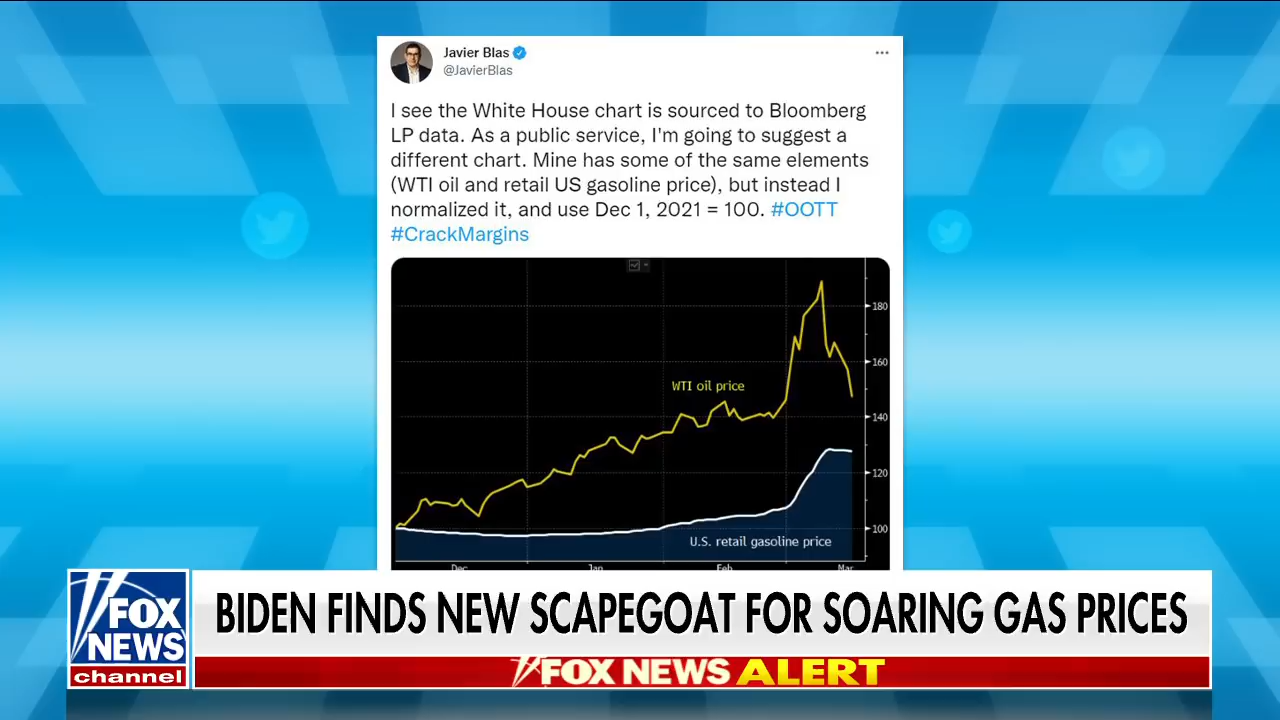 Javier Blas
@JavierBlas
I see the White House chart is sourced to Bloomberg
LP data. As a public service, I'm going to suggest a
different chart. Mine has some of the same elements
(WTI oil and retail US gasoline price), but instead I
normalized it, and use Dec 1, 2021 = 100. #OOTT
#CrackMargins
180
160
WTI oil price
140
120
100
U.S. retail gasoline price
Dec Jan Feb Mar
FOX
NEWS
channel
BIDEN FINDS NEW SCAPEGOAT FOR SOARING GAS PRICES
FOX NEWS ALERT